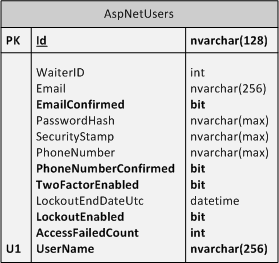 AspNetUsers
PK Id nvarchar(128)
WaiterID int
Email nvarchar(256)
EmailConfirmed bit
PasswordHash nvarchar(max)
SecurityStamp nvarchar(max)
PhoneNumber nvarchar(max)
PhoneNumberConfirmed bit
TwoFactorEnabled bit
LockoutEndDateUtc datetime
LockoutEnabled bit
AccessFailedCount int
U1 UserName nvarchar(256)